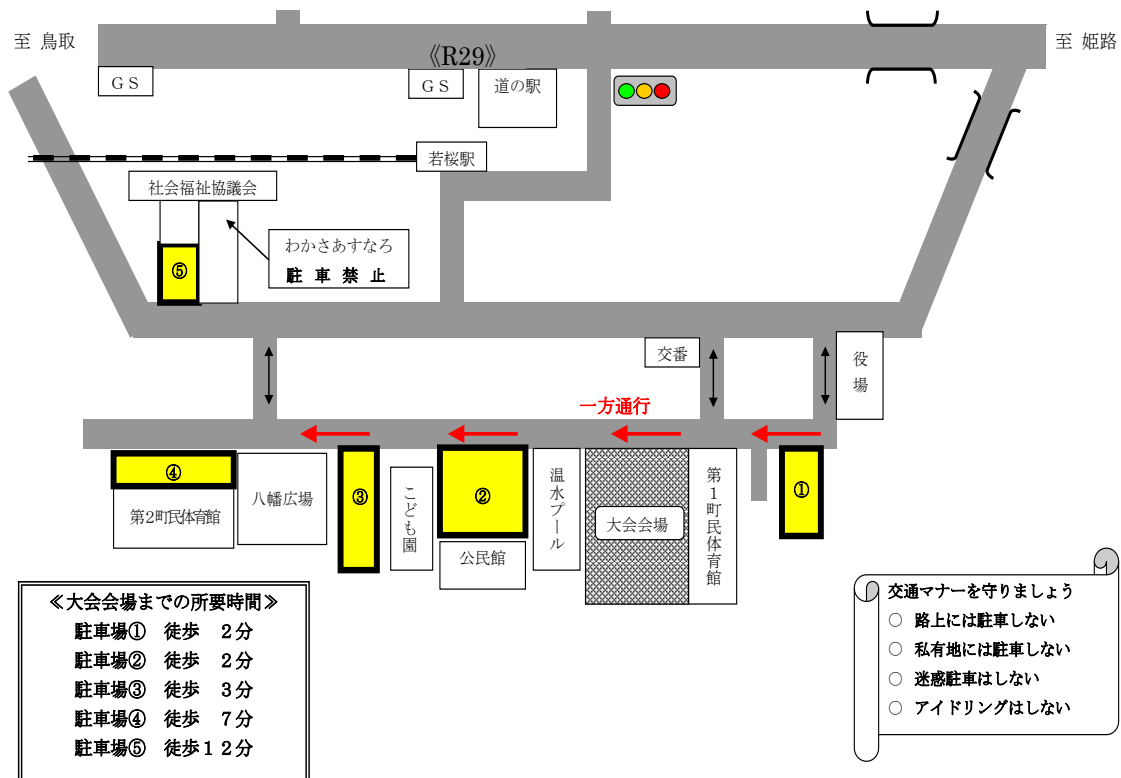 至 鳥取
《R29》
至 姫路
GS
GS
道の駅
若桜駅
社会福祉協議会
わかさあすなろ
駐 車 禁 止
⑤
交番
役場
一方通行
④
第2町民体育館
八幡広場
③
こども園
②
公民館
温水プール
大会会場
第1町民体育館
①
≪大会会場までの所要時間≫
駐車場① 徒歩 2分
駐車場② 徒歩 2分
駐車場③ 徒歩 3分
駐車場④ 徒歩 7分
駐車場⑤ 徒歩12分
交通マナーを守りましょう
○ 路上には駐車しない
○ 私有地には駐車しない
○ 迷惑駐車はしない
○ アイドリングはしない